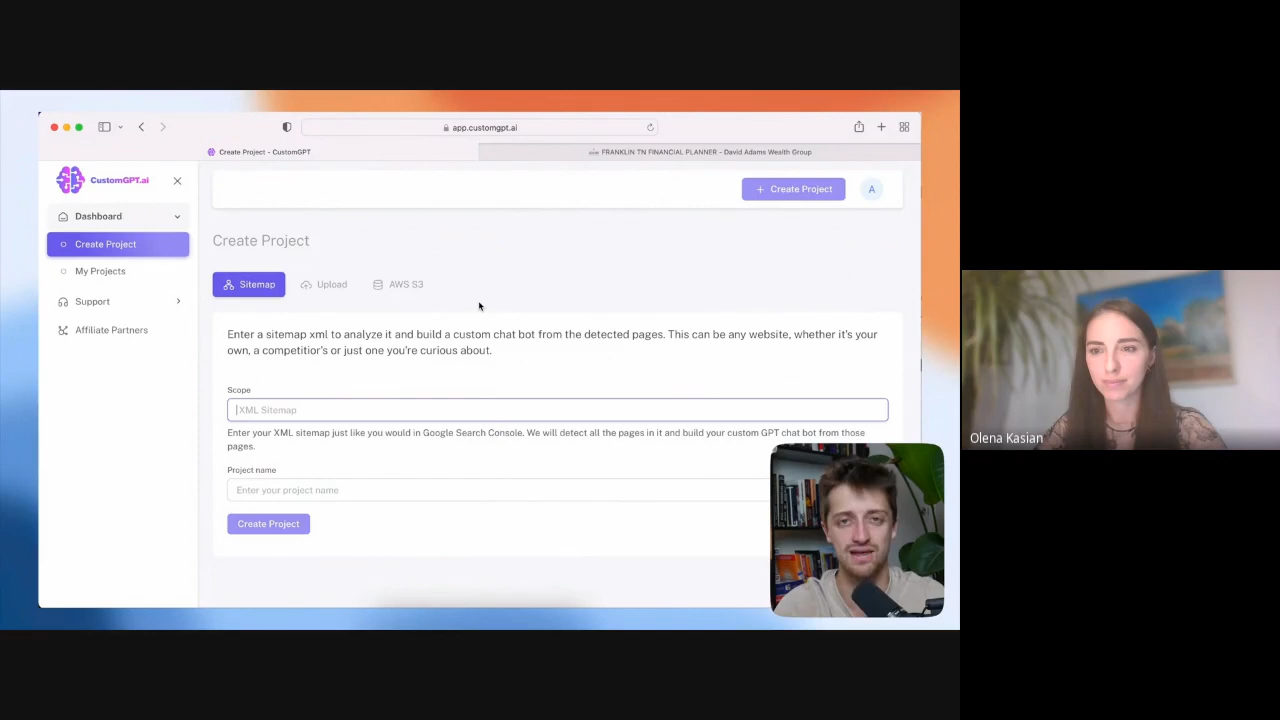 app.customgpt.ai
Create Project - CustomGPT
FRANKLIN TN FINANCIAL PLANNER - David Adams Wealth Group
CustomGPT.ai
+ Create Project
A
Dashboard
Create Project
My Projects
Support
Affiliate Partners
Create Project
Sitemap
Upload
AWS S3
Enter a sitemap xml to analyze it and build a custom chat bot from the detected pages. This can be any website, whether it's your
own, a competitior's or just one you're curious about.
Scope
XML Sitemap
Enter your XML sitemap just like you would in Google Search Console. We will detect all the pages in it and build your custom GPT chat bot from those
pages.
Project name
Enter your project name
Create Project
Olena Kasian